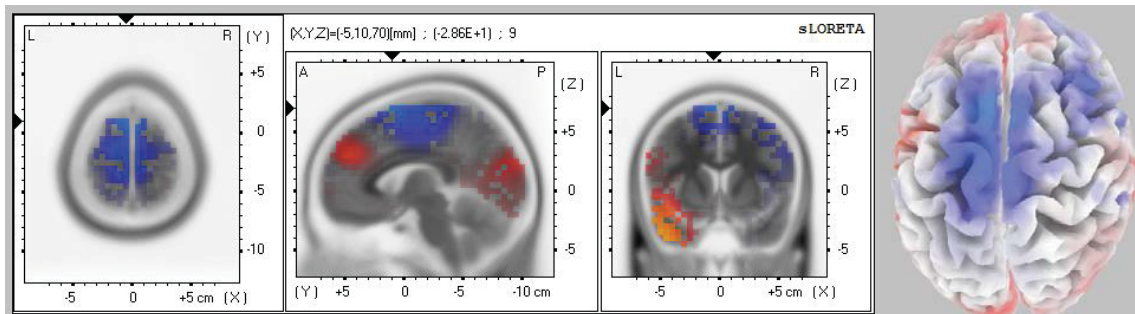 (X,Y,Z)=(-5,10,70)[mm] ; (-2.86E+1) ; 9
sLORETA
L R (Y)
+5
0
-5
-10
-5 0 +5 cm (X)
A P (Z)
+5
0
-5
(Y) +5 0 -5 -10 cm
L R (Z)
+5
0
-5
-5 0 +5 cm (X)